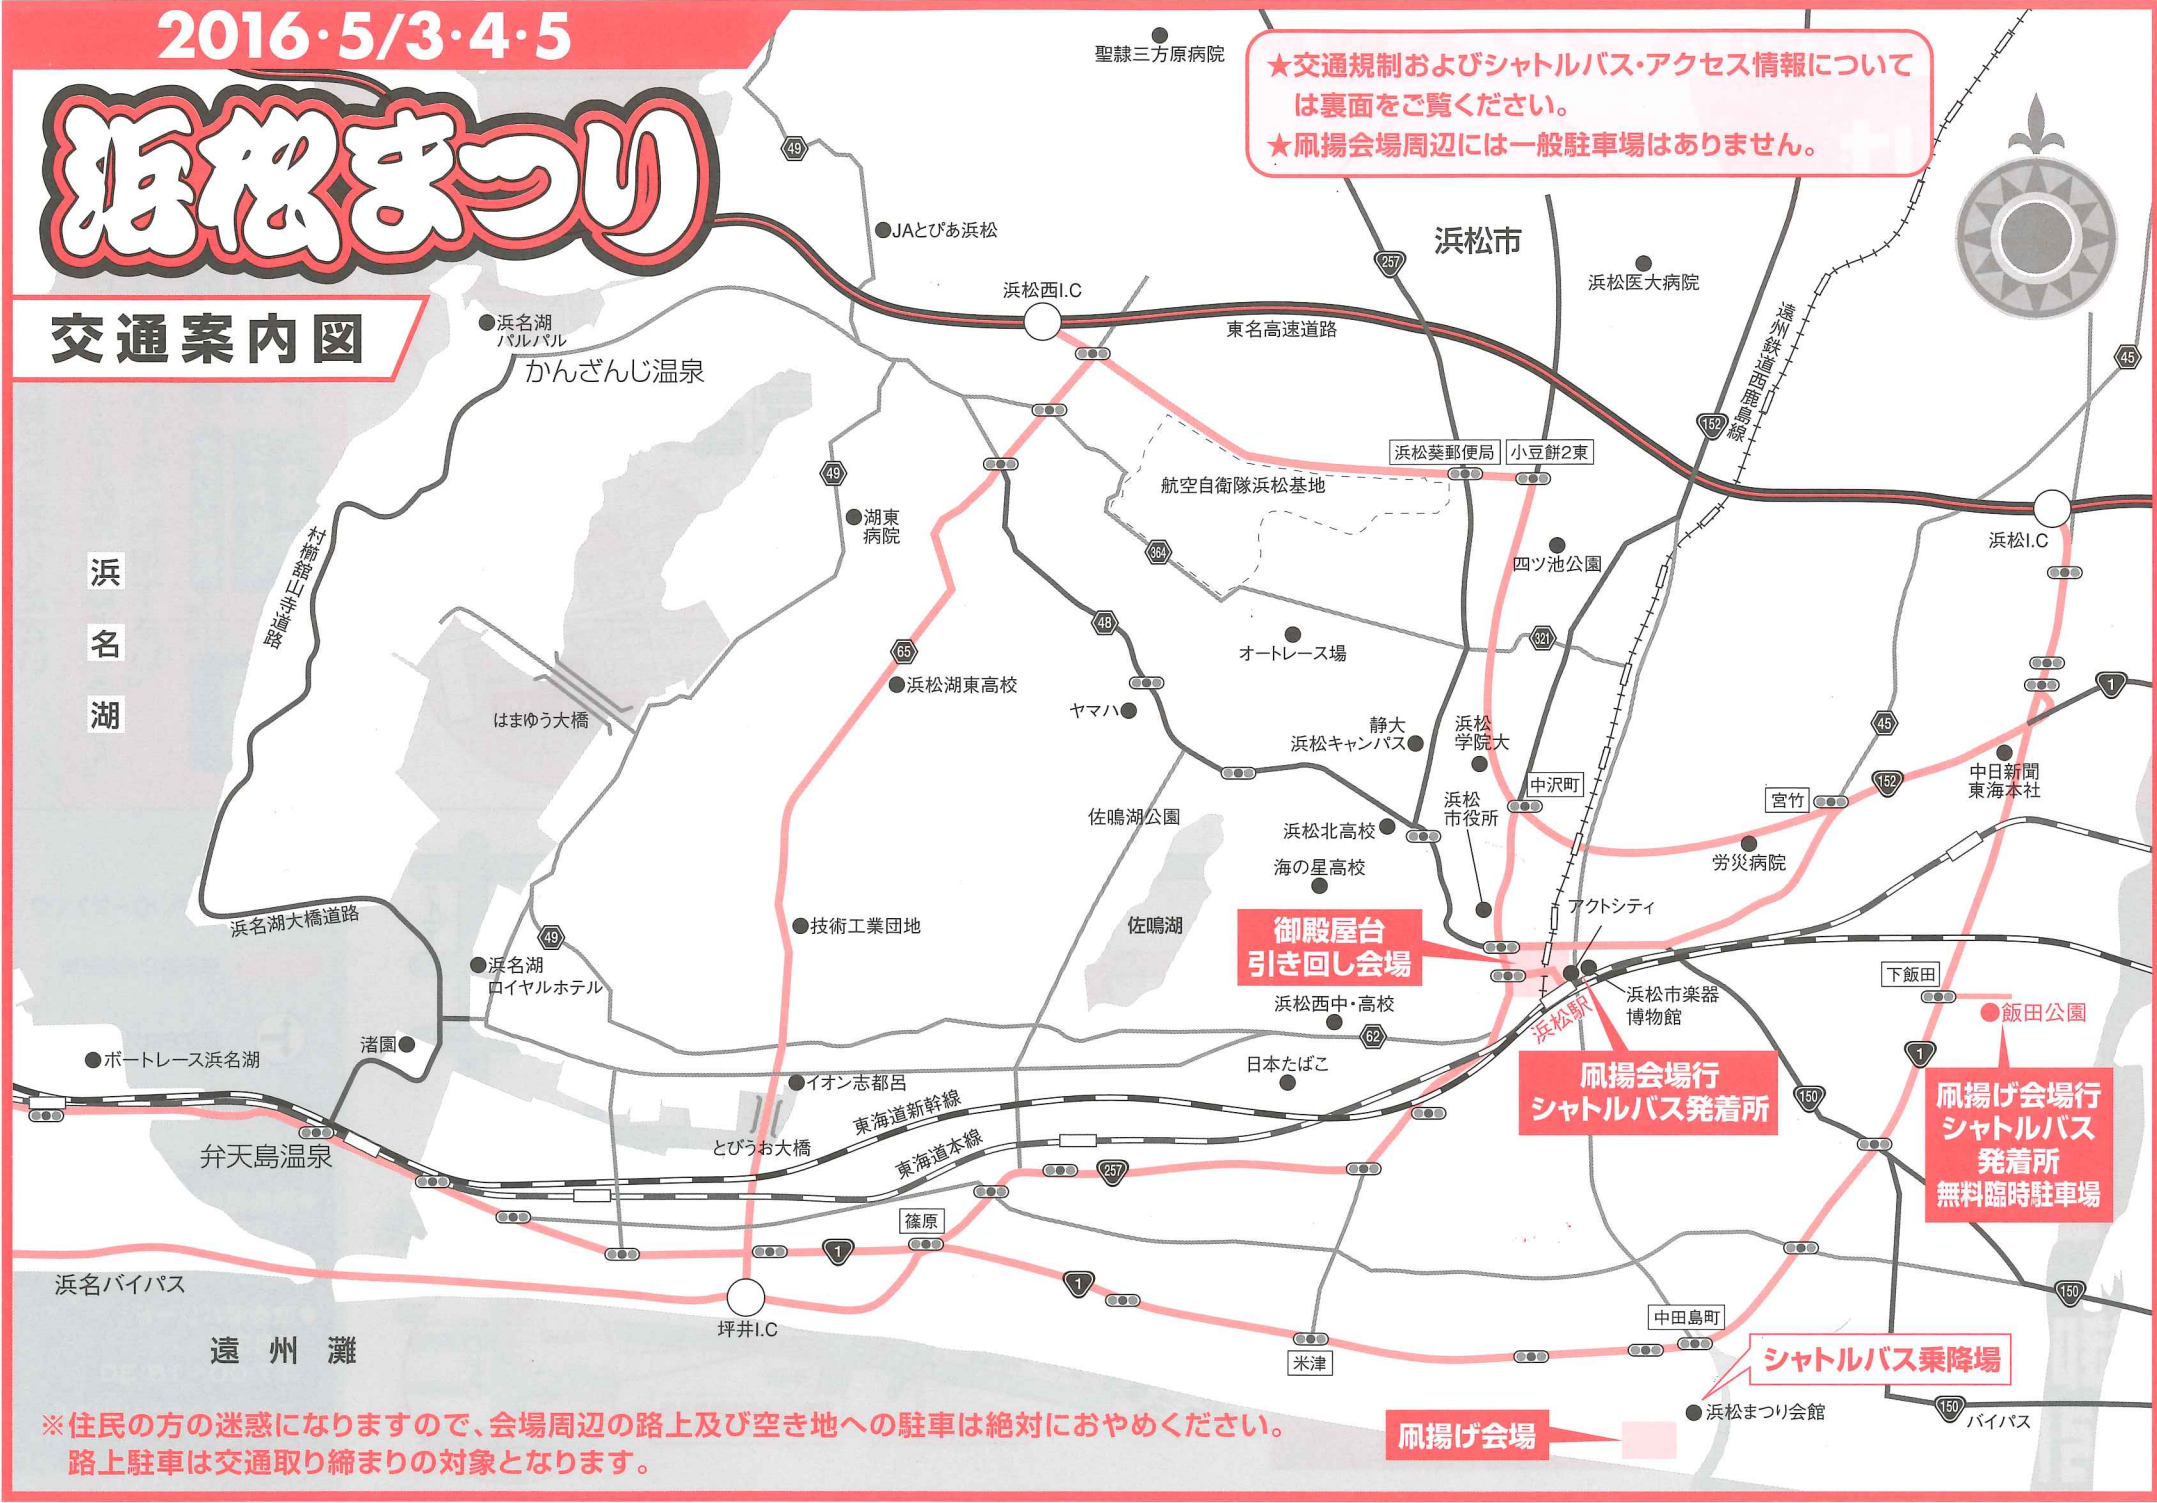 2016・5/3・4・5
浜松まつり
交通案内図
★交通規制およびシャトルバス・アクセス情報について
は裏面をご覧ください。
★凧揚会場周辺には一般駐車場はありません。
聖隷三方原病院
49
JAとぴあ浜松
浜松西I.C
東名高速道路
257
浜松市
浜松医大病院
遠州鉄道西鹿島線
152
45
浜名湖
パルパル
かんざんじ温泉
浜松葵郵便局
小豆餅2東
航空自衛隊浜松基地
49
湖東
病院
364
四ツ池公園
浜松I.C
村櫛舘山寺道路
浜
名
湖
48
321
65
オートレース場
浜松湖東高校
ヤマハ
はまゆう大橋
静大
浜松キャンパス
浜松
学院大
1
45
中沢町
152
宮竹
中日新聞
東海本社
佐鳴湖公園
浜松
市役所
浜松北高校
海の星高校
労災病院
浜名湖大橋道路
49
技術工業団地
佐鳴湖
御殿屋台
引き回し会場
アクトシティ
浜名湖
ロイヤルホテル
浜松西中・高校
62
浜松駅
浜松市楽器
博物館
下飯田
飯田公園
渚園
ボートレース浜名湖
イオン志都呂
日本たばこ
凧揚会場行
シャトルバス発着所
1
150
凧揚げ会場行
シャトルバス
発着所
無料臨時駐車場
東海道新幹線
とびうお大橋
東海道本線
弁天島温泉
257
篠原
1
1
浜名バイパス
坪井I.C
遠州灘
米津
中田島町
150
シャトルバス乗降場
浜松まつり会館
150
バイパス
凧揚げ会場
※住民の方の迷惑になりますので、会場周辺の路上及び空き地への駐車は絶対におやめください。
路上駐車は交通取り締まりの対象となります。